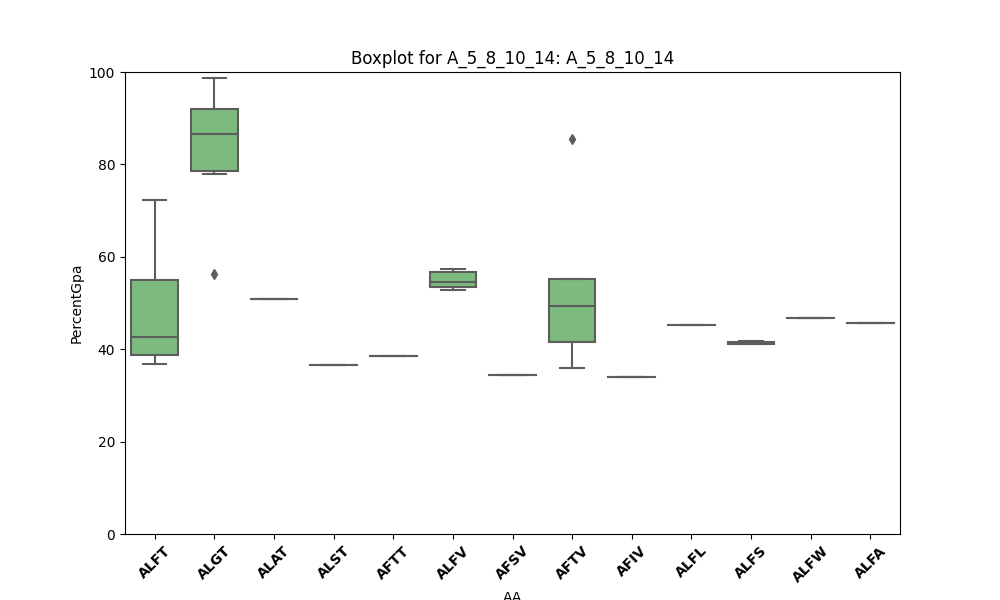 Boxplot for A_5_8_10_14: A_5_8_10_14
100
80
60
40
20
0
PercentGpa
ALFT ALGT ALAT ALST AFTT ALFV AFSV AFTV AFIV ALFL ALFS ALFW ALFA
AA